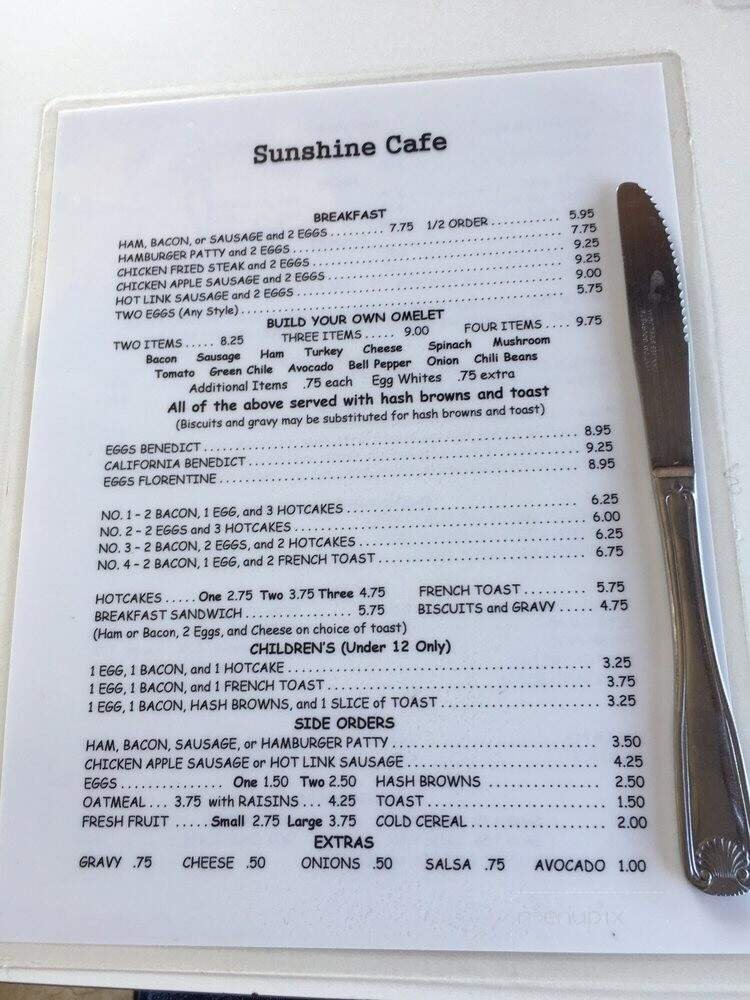 Sunshine Cafe
BREAKFAST
HAM, BACON, or SAUSAGE and 2 EGGS ......... 7.75 1/2 ORDER ........... 5.95
HAMBURGER PATTY and 2 EGGS ........................................ 7.75
CHICKEN FRIED STEAK and 2 EGGS ........................................ 9.25
CHICKEN APPLE SAUSAGE and 2 EGGS ........................................ 9.25
HOT LINK SAUSAGE and 2 EGGS ........................................ 9.00
TWO EGGS (Any Style) ........................................ 5.75
BUILD YOUR OWN OMELET
TWO ITEMS ..... 8.25 THREE ITEMS ..... 9.00 FOUR ITEMS .... 9.75
Bacon Sausage Ham Turkey Cheese Spinach Mushroom
Tomato Green Chile Avocado Bell Pepper Onion Chili Beans
Additional Items .75 each Egg Whites .75 extra
All of the above served with hash browns and toast
(Biscuits and gravy may be substituted for hash browns and toast)
EGGS BENEDICT ........................................ 8.95
CALIFORNIA BENEDICT ........................................ 9.25
EGGS FLORENTINE ........................................ 8.95
NO. 1 - 2 BACON, 1 EGG, and 3 HOTCAKES ........................................ 6.25
NO. 2 - 2 EGGS and 3 HOTCAKES ........................................ 6.00
NO. 3 - 2 BACON, 2 EGGS, and 2 HOTCAKES ........................................ 6.25
NO. 4 - 2 BACON, 1 EGG, and 2 FRENCH TOAST ........................................ 6.75
HOTCAKES ..... One 2.75 Two 3.75 Three 4.75 FRENCH TOAST .......... 5.75
BREAKFAST SANDWICH ................ 5.75 BISCUITS and GRAVY ..... 4.75
(Ham or Bacon, 2 Eggs, and Cheese on choice of toast)
CHILDREN'S (Under 12 Only)
1 EGG, 1 BACON, and 1 HOTCAKE ........................................ 3.25
1 EGG, 1 BACON, and 1 FRENCH TOAST ........................................ 3.75
1 EGG, 1 BACON, HASH BROWNS, and 1 SLICE of TOAST ........................ 3.25
SIDE ORDERS
HAM, BACON, SAUSAGE, or HAMBURGER PATTY ........................ 3.50
CHICKEN APPLE SAUSAGE or HOT LINK SAUSAGE ........................ 4.25
EGGS ............... One 1.50 Two 2.50 HASH BROWNS ............... 2.50
OATMEAL ... 3.75 with RAISINS ... 4.25 TOAST ........................ 1.50
FRESH FRUIT ..... Small 2.75 Large 3.75 COLD CEREAL .................. 2.00
EXTRAS
GRAVY .75 CHEESE .50 ONIONS .50 SALSA .75 AVOCADO 1.00
menupix